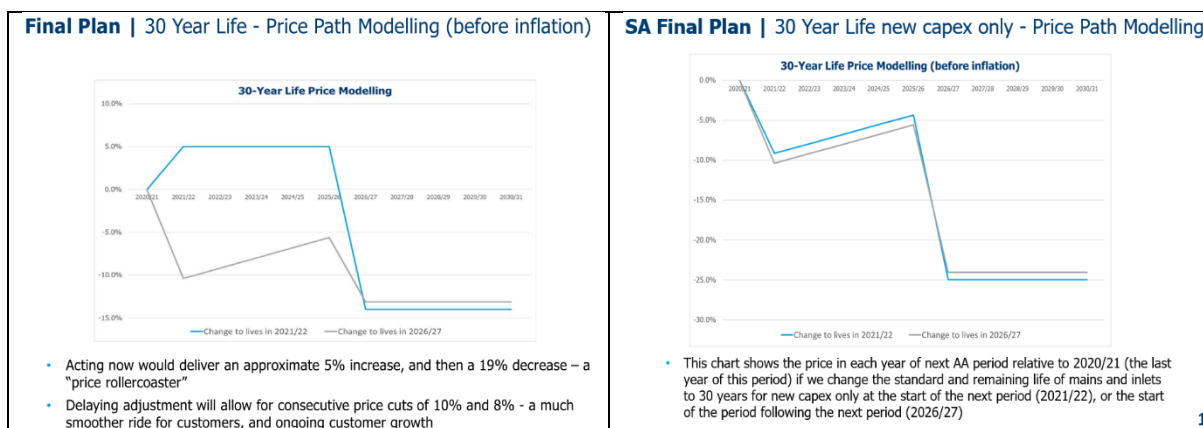 Final Plan | 30 Year Life - Price Path Modelling (before inflation)
30-Year Life Price Modelling
10.0%
5.0%
0.0%
2020/21 2021/22 2022/23 2023/24 2024/25 2025/26 2026/27 2027/28 2028/29 2029/30 2030/31
-5.0%
-10.0%
-15.0%
Change to lives in 2021/22 Change to lives in 2026/27
• Acting now would deliver an approximate 5% increase, and then a 19% decrease – a
"price rollercoaster"
• Delaying adjustment will allow for consecutive price cuts of 10% and 8% - a much
smoother ride for customers, and ongoing customer growth
SA Final Plan | 30 Year Life new capex only - Price Path Modelling
30-Year Life Price Modelling (before inflation)
0.0%
2020/21 2021/22 2022/23 2023/24 2024/25 2025/26 2026/27 2027/28 2028/29 2029/30 2030/31
-5.0%
-10.0%
-15.0%
-20.0%
-25.0%
-30.0%
Change to lives in 2021/22 Change to lives in 2026/27
• This chart shows the price in each year of next AA period relative to 2020/21 (the last
year of this period) if we change the standard and remaining life of mains and inlets
to 30 years for new capex only at the start of the next period (2021/22), or the start
of the period following the next period (2026/27)